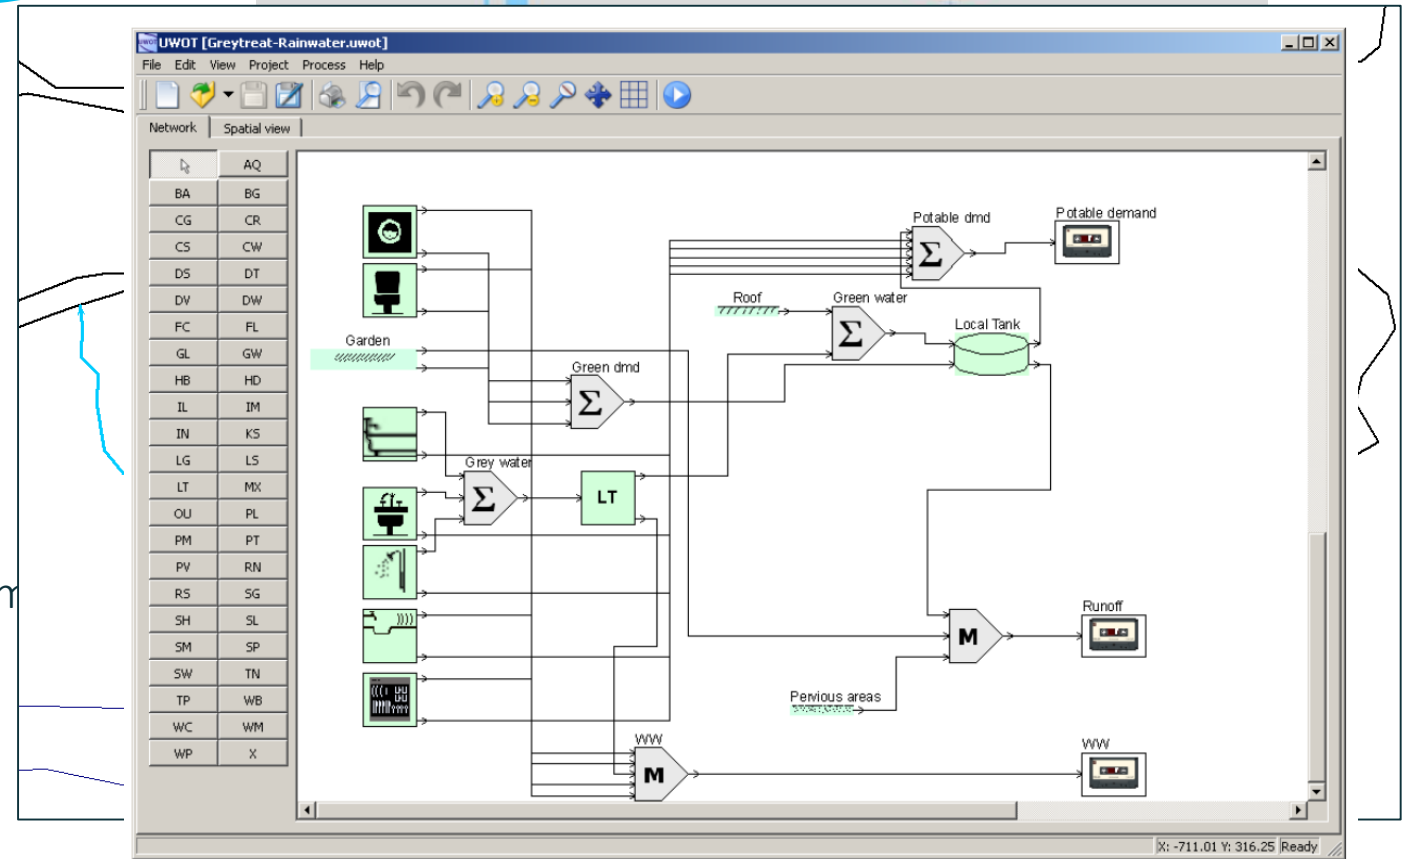 UWOT [Greytreat-Rainwater.uwot]
File Edit View Project Process Help
Network Spatial view
AQ
BA BG
CG CR
CS CW
DS DT
DV DW
FC FL
GL GW
HB HD
IL IM
IN KS
LG LS
LT MX
OU PL
PM PT
PV RN
RS SG
SH SL
SM SP
SW TN
TP WB
WC WM
WP X
Potable dmd
Potable demand
Σ
Roof
Green water
Σ
Local Tank
Garden
Green dmd
Σ
Grey water
Σ
LT
Runoff
M
Pervious areas
WW
M
WW
m
X: -711.01 Y: 316.25 Ready